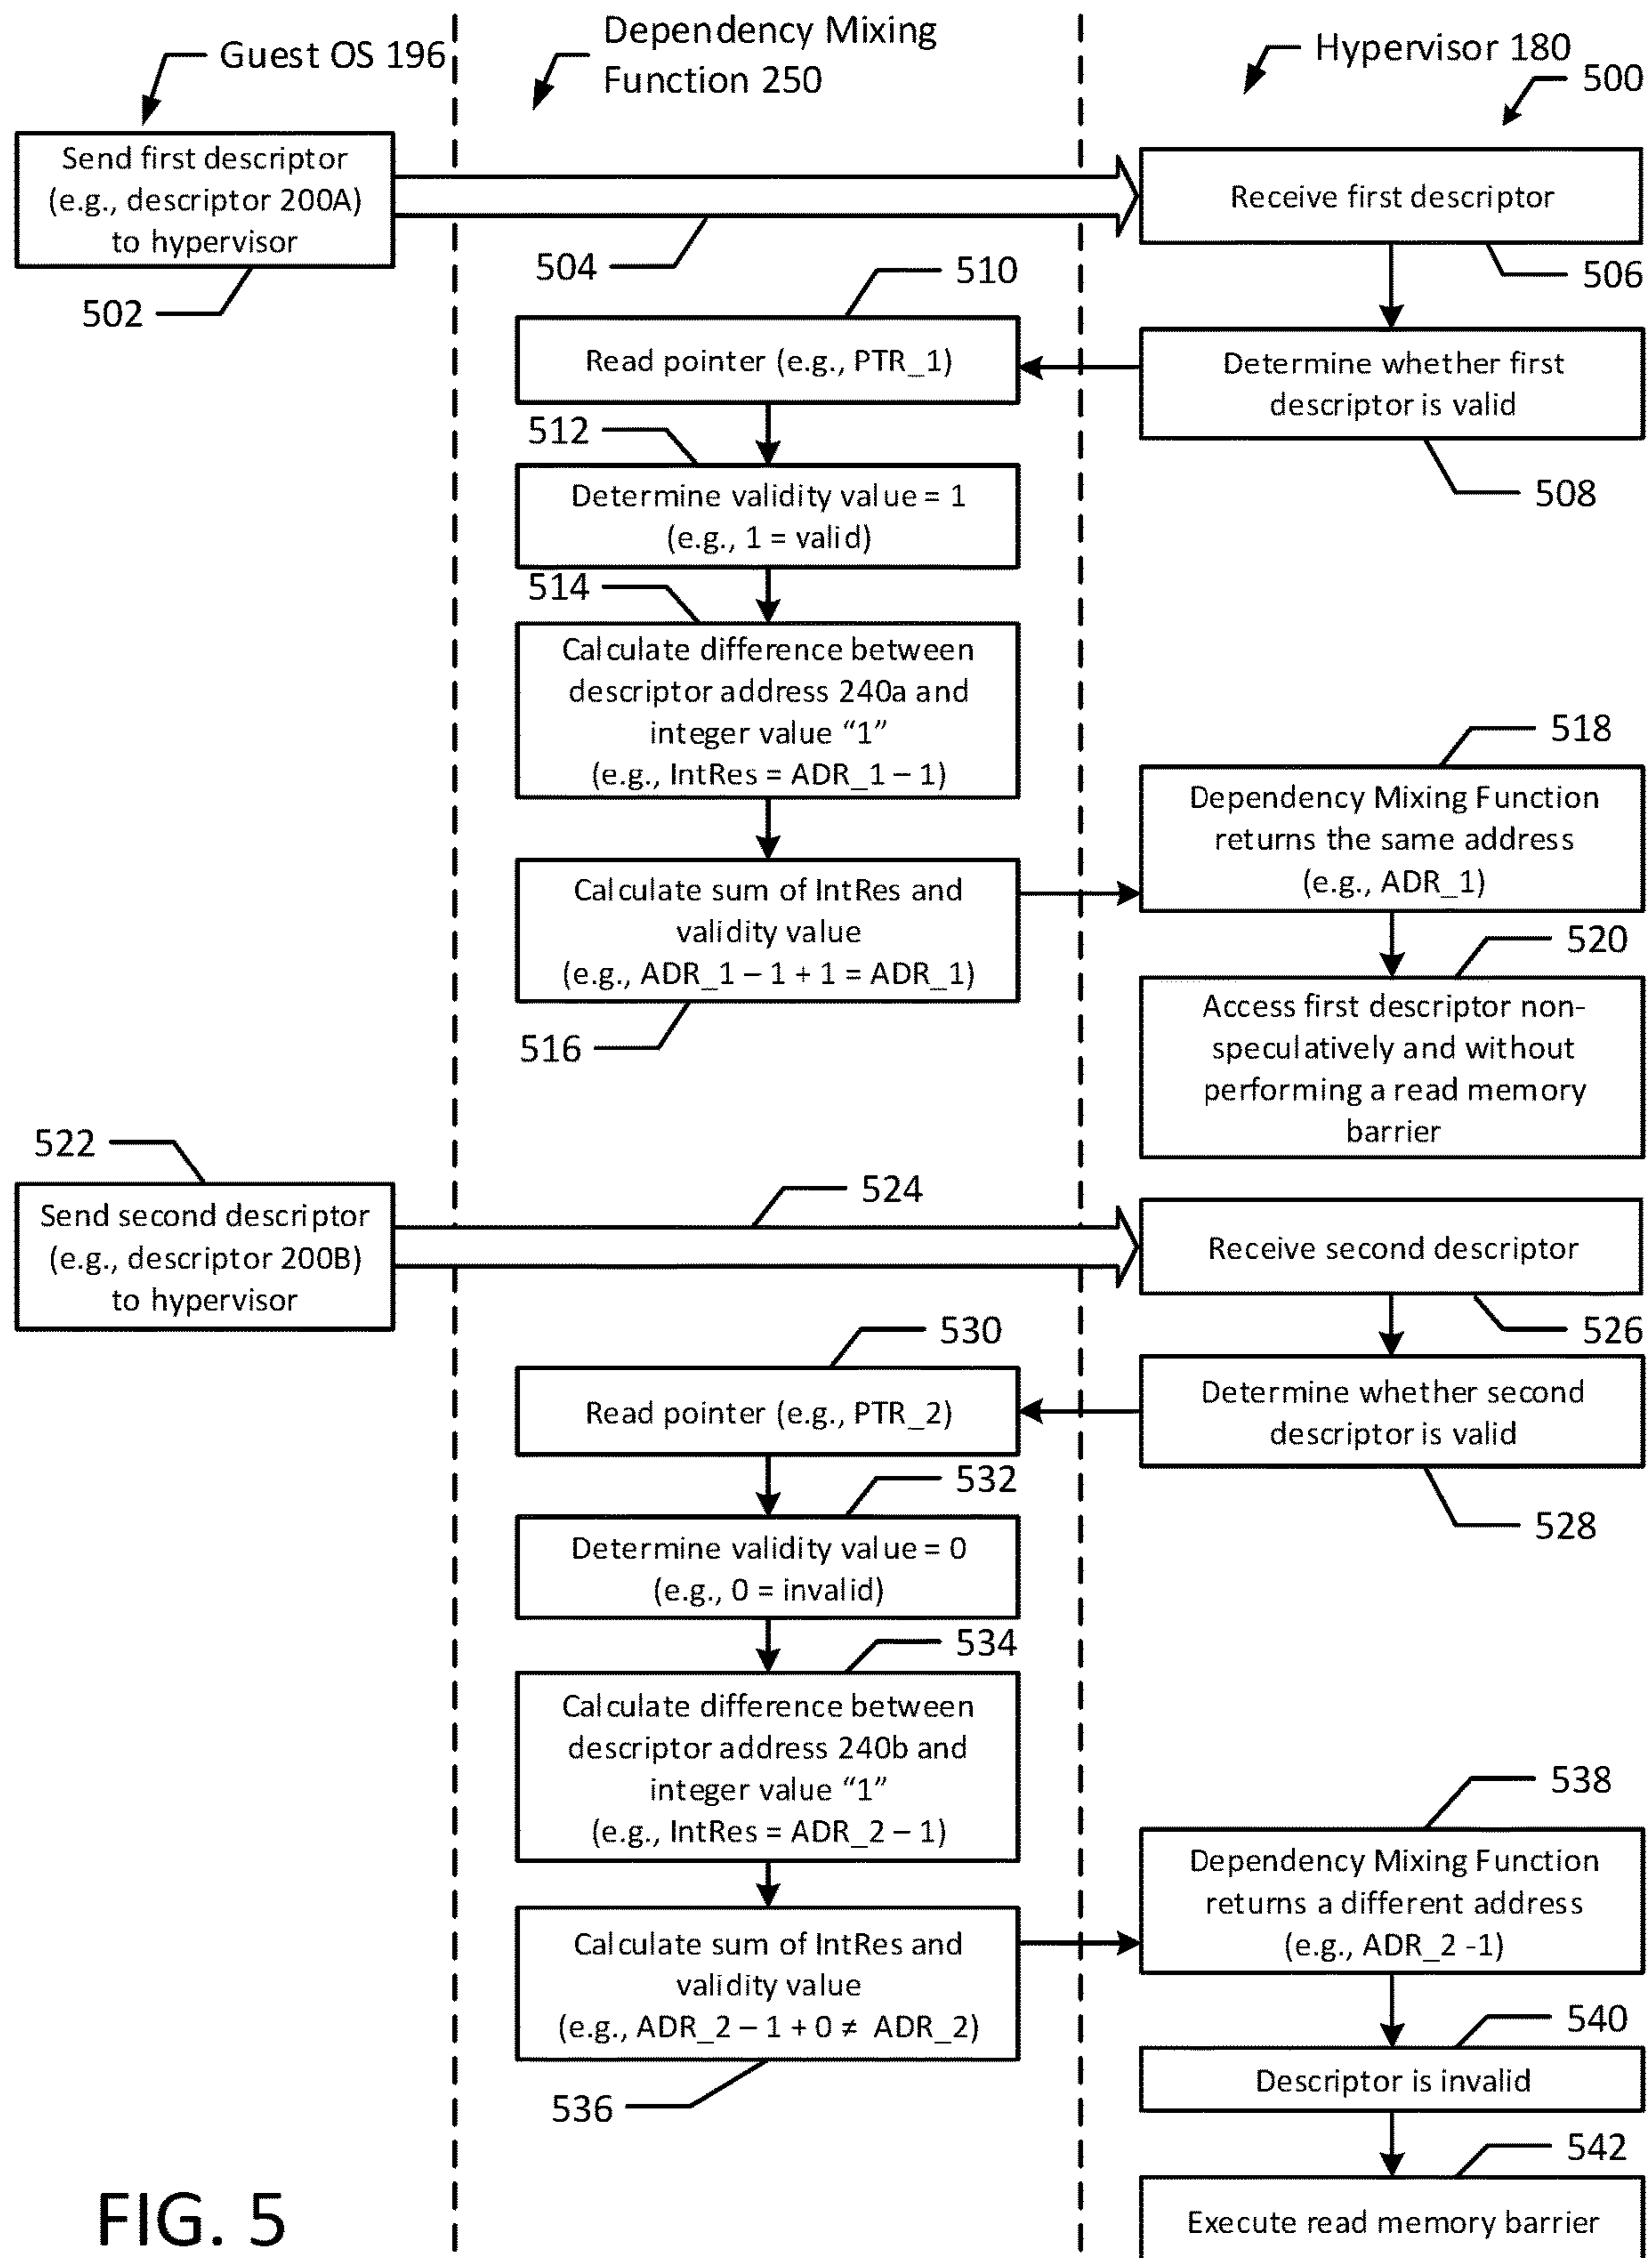 Guest OS 196
Dependency Mixing
Function 250
Hypervisor 180
500
Send first descriptor
(e.g., descriptor 200A)
to hypervisor
502
504
Receive first descriptor
506
510
Read pointer (e.g., PTR_1)
Determine whether first
descriptor is valid
508
512
Determine validity value = 1
(e.g., 1 = valid)
514
Calculate difference between
descriptor address 240a and
integer value “1”
(e.g., IntRes = ADR_1 – 1)
516
Calculate sum of IntRes and
validity value
(e.g., ADR_1 – 1 + 1 = ADR_1)
518
Dependency Mixing Function
returns the same address
(e.g., ADR_1)
520
Access first descriptor non-
speculatively and without
performing a read memory
barrier
522
Send second descriptor
(e.g., descriptor 200B)
to hypervisor
524
Receive second descriptor
526
530
Read pointer (e.g., PTR_2)
Determine whether second
descriptor is valid
528
532
Determine validity value = 0
(e.g., 0 = invalid)
534
Calculate difference between
descriptor address 240b and
integer value “1”
(e.g., IntRes = ADR_2 – 1)
Calculate sum of IntRes and
validity value
(e.g., ADR_2 – 1 + 0 ≠ ADR_2)
536
538
Dependency Mixing Function
returns a different address
(e.g., ADR_2 -1)
540
Descriptor is invalid
542
Execute read memory barrier
FIG. 5